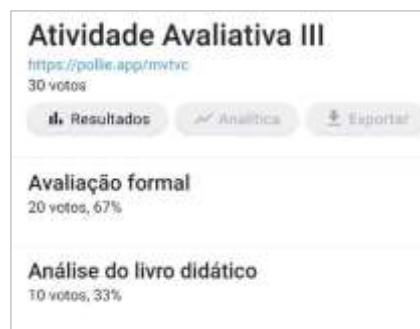 Atividade Avaliativa III
https://pollie.app/mvtvc
30 votos
Resultados Analítica Exportar
Avaliação formal
20 votos, 67%
Análise do livro didático
10 votos, 33%